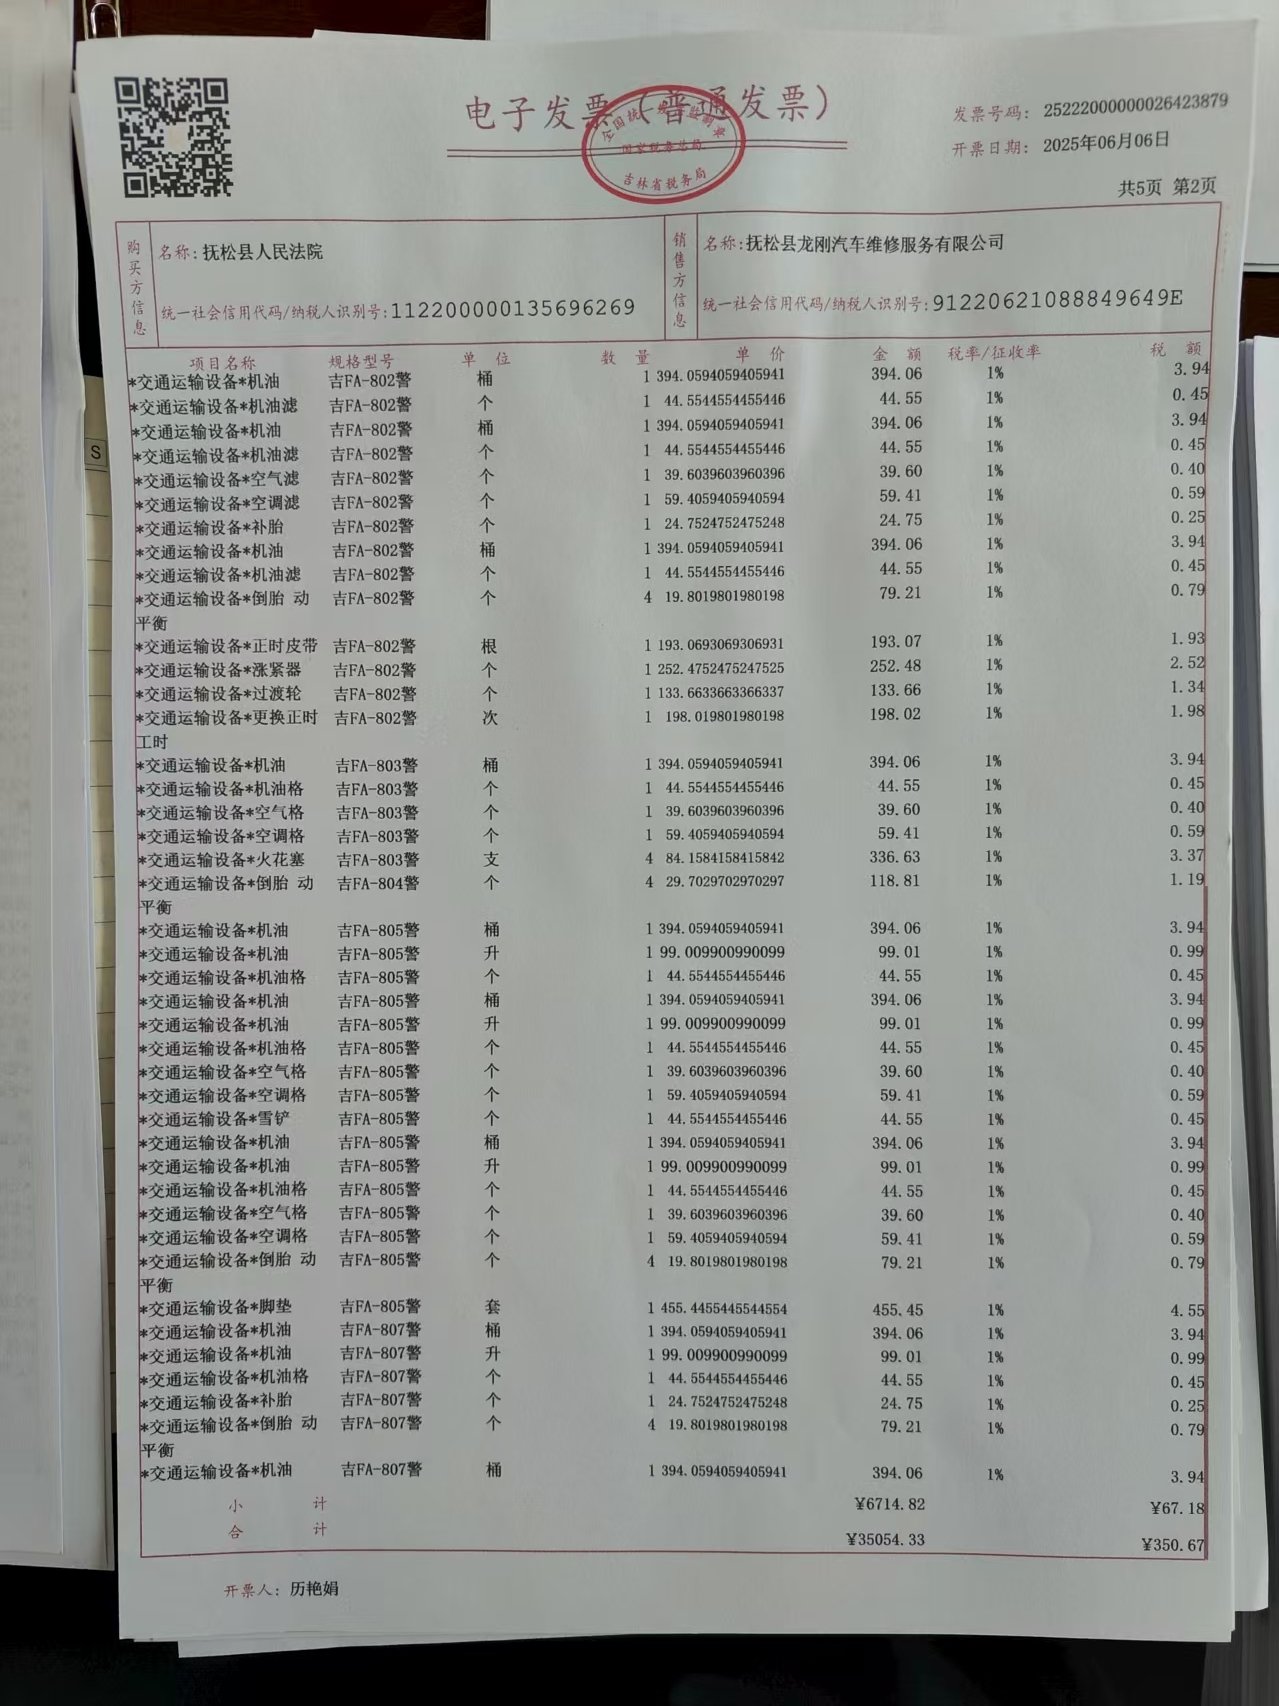 电子发票（普通发票）
全国统一发票监制章
国家税务总局
吉林省税务局
发票号码：25222000000026423879
开票日期：2025年06月06日
共5页 第2页
购买方信息
名称：抚松县人民法院
统一社会信用代码/纳税人识别号：112200000135696269
销售方信息
名称：抚松县龙刚汽车维修服务有限公司
统一社会信用代码/纳税人识别号：91220621088849649E
项目名称 规格型号 单位 数量 单价 金额 税率/征收率 税额
*交通运输设备*机油 吉FA-802警 桶 1 394.0594059405941 394.06 1% 3.94
*交通运输设备*机油滤 吉FA-802警 个 1 44.5544554455446 44.55 1% 0.45
*交通运输设备*机油 吉FA-802警 桶 1 394.0594059405941 394.06 1% 3.94
*交通运输设备*机油滤 吉FA-802警 个 1 44.5544554455446 44.55 1% 0.45
*交通运输设备*空气滤 吉FA-802警 个 1 39.6039603960396 39.60 1% 0.40
*交通运输设备*空调滤 吉FA-802警 个 1 59.4059405940594 59.41 1% 0.59
*交通运输设备*补胎 吉FA-802警 个 1 24.7524752475248 24.75 1% 0.25
*交通运输设备*机油 吉FA-802警 桶 1 394.0594059405941 394.06 1% 3.94
*交通运输设备*机油滤 吉FA-802警 个 1 44.5544554455446 44.55 1% 0.45
*交通运输设备*倒胎 动 吉FA-802警 个 4 19.8019801980198 79.21 1% 0.79
平衡
*交通运输设备*正时皮带 吉FA-802警 根 1 193.0693069306931 193.07 1% 1.93
*交通运输设备*涨紧器 吉FA-802警 个 1 252.4752475247525 252.48 1% 2.52
*交通运输设备*过渡轮 吉FA-802警 个 1 133.6633663366337 133.66 1% 1.34
*交通运输设备*更换正时 吉FA-802警 次 1 198.019801980198 198.02 1% 1.98
工时
*交通运输设备*机油 吉FA-803警 桶 1 394.0594059405941 394.06 1% 3.94
*交通运输设备*机油格 吉FA-803警 个 1 44.5544554455446 44.55 1% 0.45
*交通运输设备*空气格 吉FA-803警 个 1 39.6039603960396 39.60 1% 0.40
*交通运输设备*空调格 吉FA-803警 个 1 59.4059405940594 59.41 1% 0.59
*交通运输设备*火花塞 吉FA-803警 支 4 84.1584158415842 336.63 1% 3.37
*交通运输设备*倒胎 动 吉FA-804警 个 4 29.7029702970297 118.81 1% 1.19
平衡
*交通运输设备*机油 吉FA-805警 桶 1 394.0594059405941 394.06 1% 3.94
*交通运输设备*机油 吉FA-805警 升 1 99.009900990099 99.01 1% 0.99
*交通运输设备*机油格 吉FA-805警 个 1 44.5544554455446 44.55 1% 0.45
*交通运输设备*机油 吉FA-805警 桶 1 394.0594059405941 394.06 1% 3.94
*交通运输设备*机油 吉FA-805警 升 1 99.009900990099 99.01 1% 0.99
*交通运输设备*机油格 吉FA-805警 个 1 44.5544554455446 44.55 1% 0.45
*交通运输设备*空气格 吉FA-805警 个 1 39.6039603960396 39.60 1% 0.40
*交通运输设备*空调格 吉FA-805警 个 1 59.4059405940594 59.41 1% 0.59
*交通运输设备*雪铲 吉FA-805警 个 1 44.5544554455446 44.55 1% 0.45
*交通运输设备*机油 吉FA-805警 桶 1 394.0594059405941 394.06 1% 3.94
*交通运输设备*机油 吉FA-805警 升 1 99.009900990099 99.01 1% 0.99
*交通运输设备*机油格 吉FA-805警 个 1 44.5544554455446 44.55 1% 0.45
*交通运输设备*空气格 吉FA-805警 个 1 39.6039603960396 39.60 1% 0.40
*交通运输设备*空调格 吉FA-805警 个 1 59.4059405940594 59.41 1% 0.59
*交通运输设备*倒胎 动 吉FA-805警 个 4 19.8019801980198 79.21 1% 0.79
平衡
*交通运输设备*脚垫 吉FA-805警 套 1 455.4455445544554 455.45 1% 4.55
*交通运输设备*机油 吉FA-807警 桶 1 394.0594059405941 394.06 1% 3.94
*交通运输设备*机油 吉FA-807警 升 1 99.009900990099 99.01 1% 0.99
*交通运输设备*机油格 吉FA-807警 个 1 44.5544554455446 44.55 1% 0.45
*交通运输设备*补胎 吉FA-807警 个 1 24.7524752475248 24.75 1% 0.25
*交通运输设备*倒胎 动 吉FA-807警 个 4 19.8019801980198 79.21 1% 0.79
平衡
*交通运输设备*机油 吉FA-807警 桶 1 394.0594059405941 394.06 1% 3.94
小计 ¥6714.82 ¥67.18
合计 ¥35054.33 ¥350.67
开票人：历艳娟
S